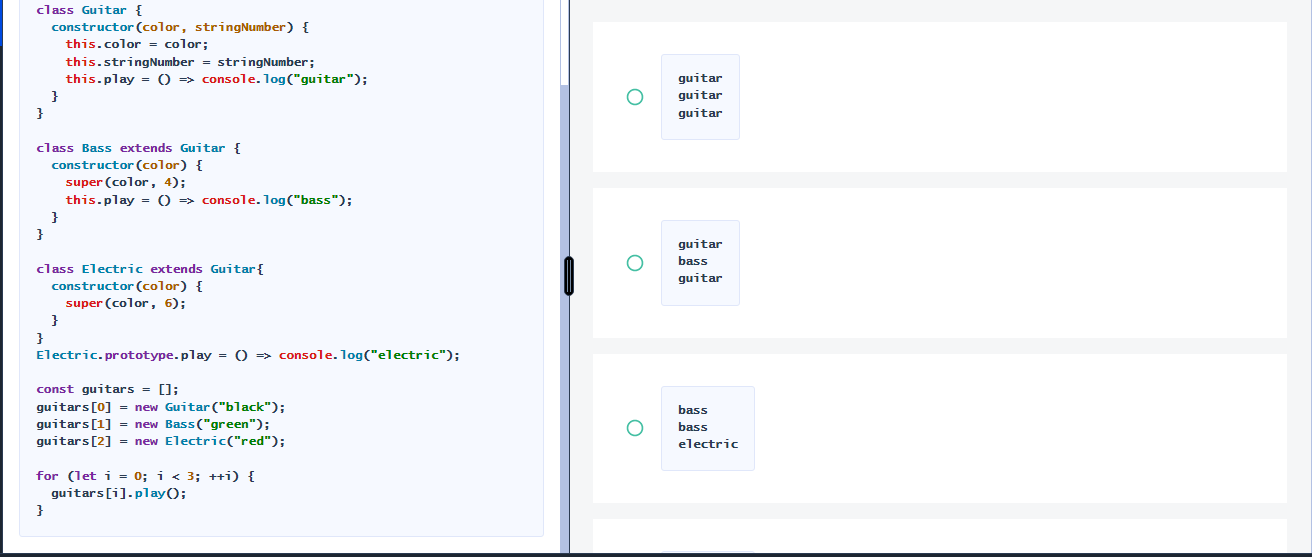 class Guitar {
constructor(color, stringNumber) {
this.color = color;
this.stringNumber = stringNumber;
this.play = () => console.log("guitar");
}
}
class Bass extends Guitar {
constructor(color) {
super(color, 4);
this.play = () => console.log("bass");
}
}
class Electric extends Guitar{
constructor(color) {
super(color, 6);
}
}
Electric.prototype.play = () => console.log("electric");
const guitars = [];
guitars[0] = new Guitar("black");
guitars[1] = new Bass("green");
guitars[2] = new Electric("red");
for (let i = 0; i < 3; ++i) {
guitars[i].play();
}
guitar
guitar
guitar
guitar
bass
guitar
bass
bass
electric